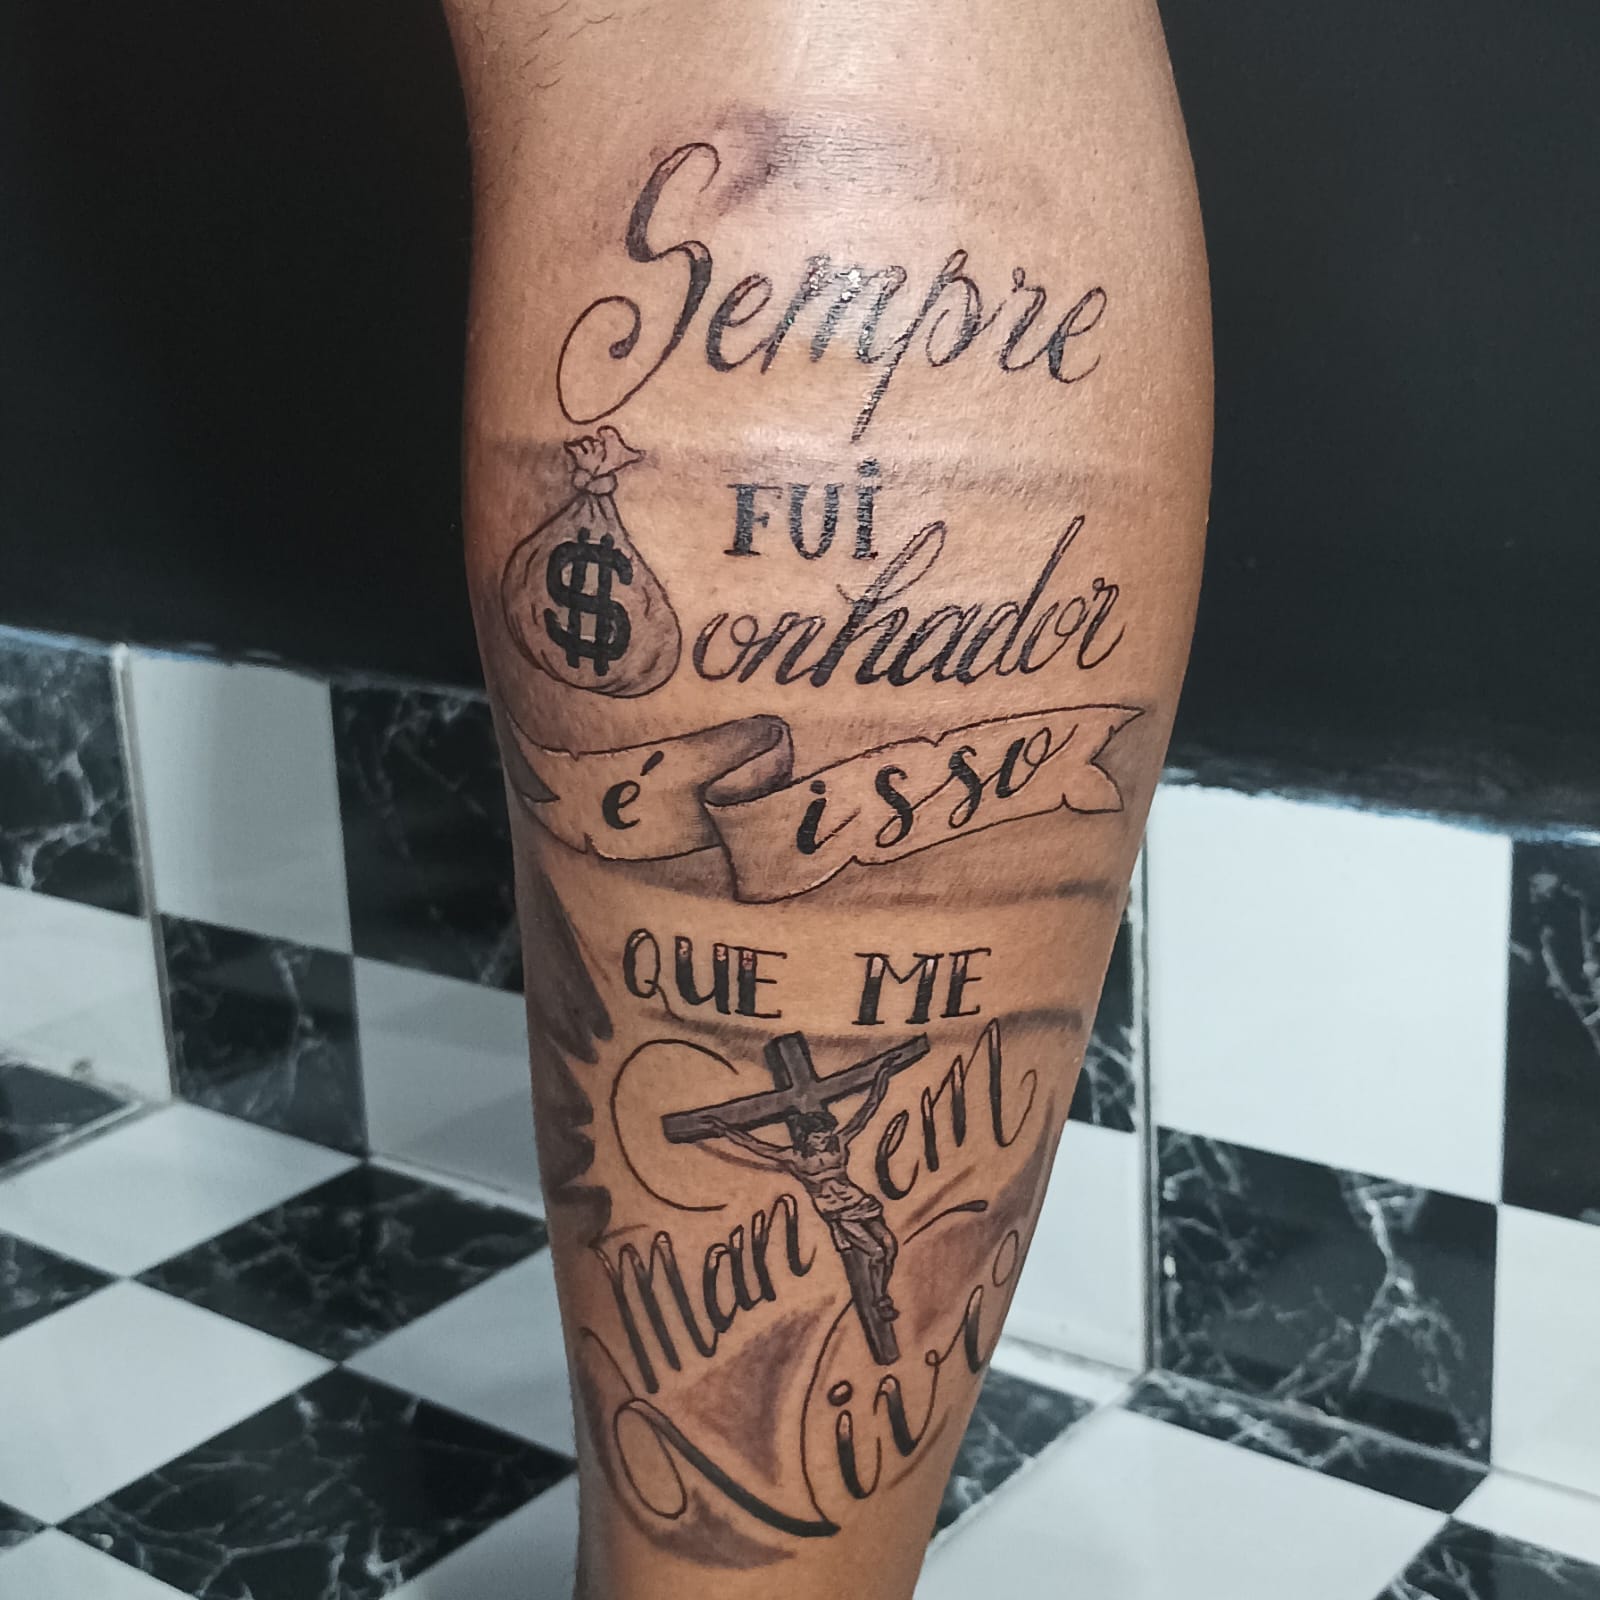 Sempre
FUi
$onhador
é isso
QUE ME
Mantem
Vivo